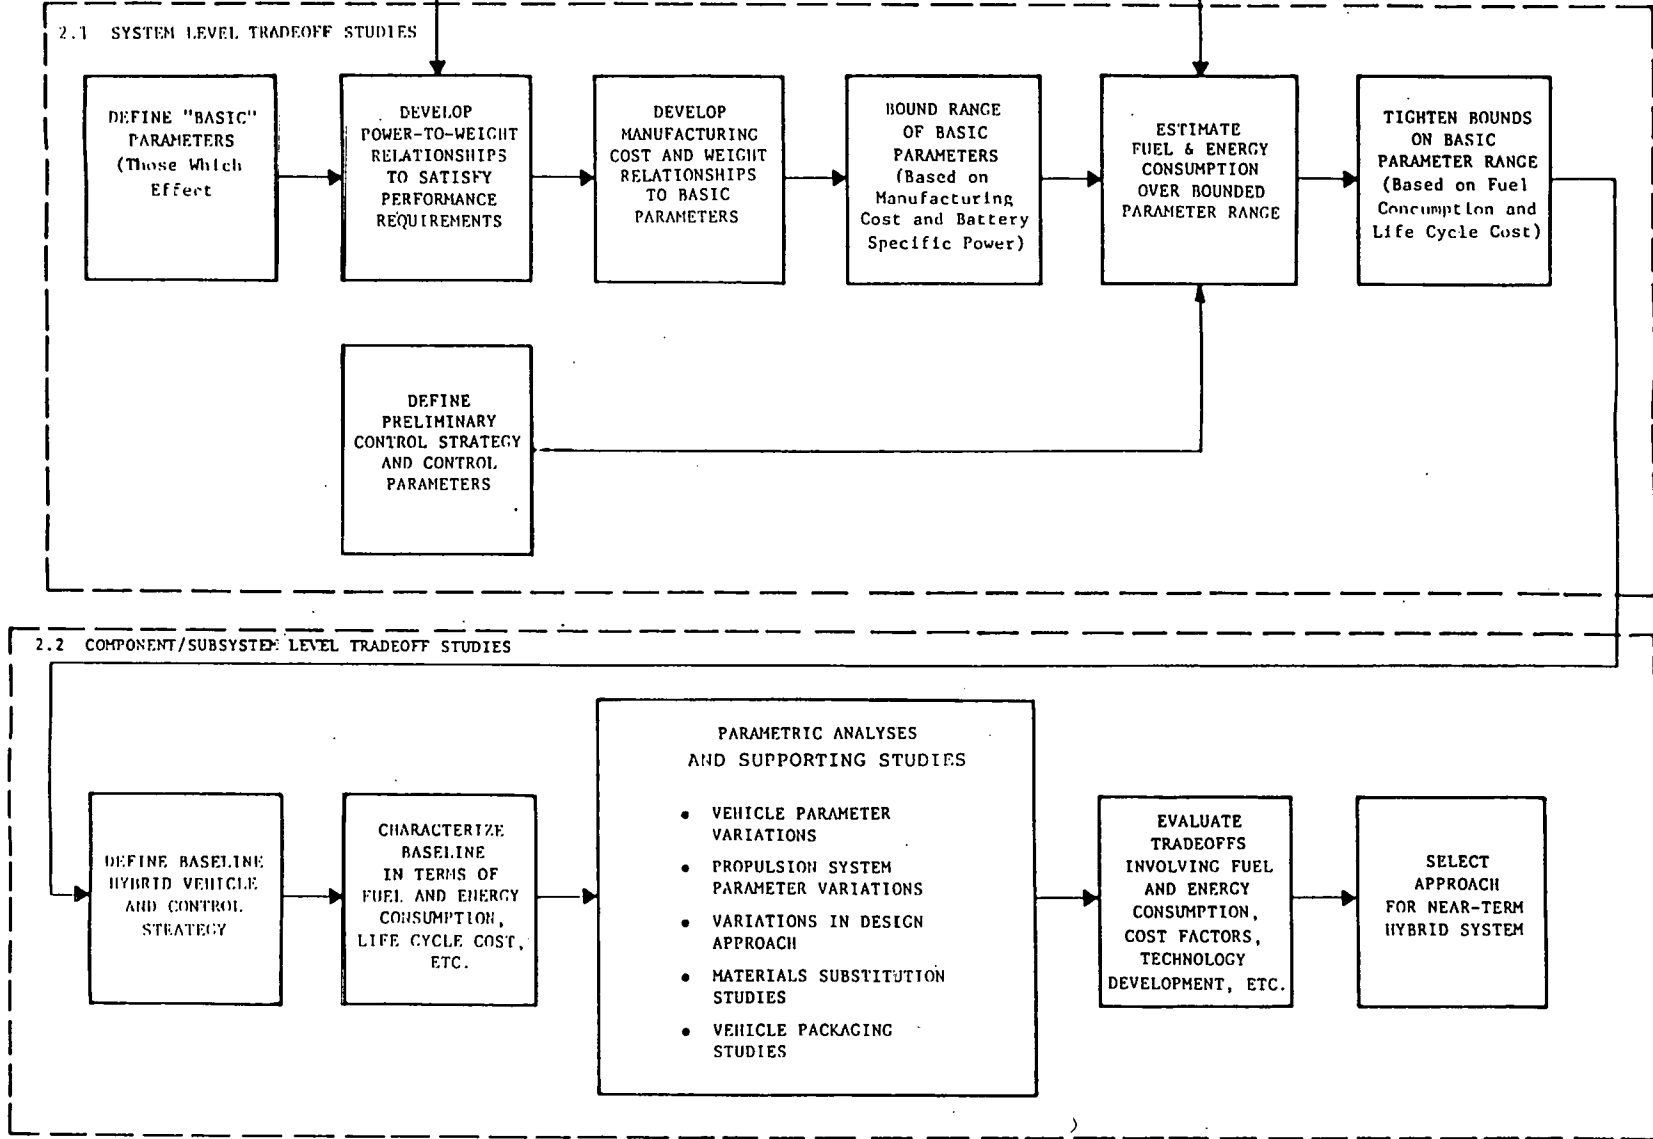 2.1 SYSTEM LEVEL TRADEOFF STUDIES
DEFINE "BASIC"
PARAMETERS
(Those Which
Effect
DEVELOP
POWER-TO-WEIGHT
RELATIONSHIPS
TO SATISFY
PERFORMANCE
REQUIREMENTS
DEVELOP
MANUFACTURING
COST AND WEIGHT
RELATIONSHIPS
TO BASIC
PARAMETERS
BOUND RANGE
OF BASIC
PARAMETERS
(Based on
Manufacturing
Cost and Battery
Specific Power)
ESTIMATE
FUEL & ENERGY
CONSUMPTION
OVER BOUNDED
PARAMETER RANGE
TIGHTEN BOUNDS
ON BASIC
PARAMETER RANGE
(Based on Fuel
Concumption and
Life Cycle Cost)
DEFINE
PRELIMINARY
CONTROL STRATEGY
AND CONTROL
PARAMETERS
2.2 COMPONENT/SUBSYSTEM LEVEL TRADEOFF STUDIES
DEFINE BASELINE
HYBRID VEHICLE
AND CONTROL
STRATEGY
CHARACTERIZE
BASELINE
IN TERMS OF
FUEL AND ENERGY
CONSUMPTION,
LIFE CYCLE COST,
ETC.
PARAMETRIC ANALYSES
AND SUPPORTING STUDIES
• VEHICLE PARAMETER
VARIATIONS
• PROPULSION SYSTEM
PARAMETER VARIATIONS
• VARIATIONS IN DESIGN
APPROACH
• MATERIALS SUBSTITUTION
STUDIES
• VEHICLE PACKAGING
STUDIES
EVALUATE
TRADEOFFS
INVOLVING FUEL
AND ENERGY
CONSUMPTION,
COST FACTORS,
TECHNOLOGY
DEVELOPMENT, ETC.
SELECT
APPROACH
FOR NEAR-TERM
HYBRID SYSTEM